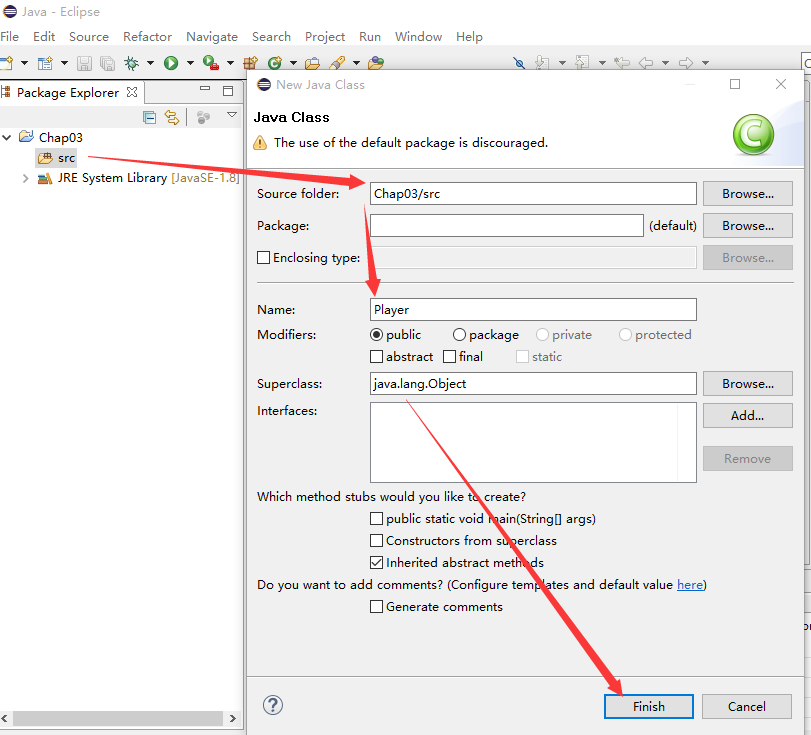 Java - Eclipse
File Edit Source Refactor Navigate Search Project Run Window Help
Package Explorer
Chap03
src
JRE System Library [JavaSE-1.8]
New Java Class
Java Class
The use of the default package is discouraged.
Source folder: Chap03/src Browse...
Package: (default) Browse...
Enclosing type: Browse...
Name: Player
Modifiers: public package private protected
abstract final static
Superclass: java.lang.Object Browse...
Interfaces: Add...
Remove
Which method stubs would you like to create?
public static void main(String[] args)
Constructors from superclass
Inherited abstract methods
Do you want to add comments? (Configure templates and default value here)
Generate comments
Finish Cancel